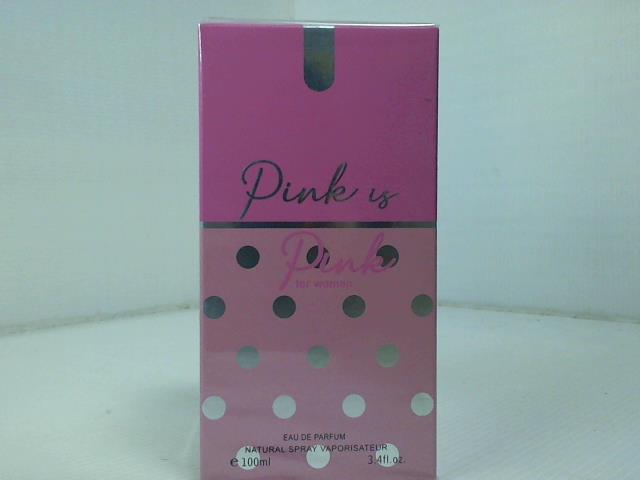 Pink is
Pink
for women
EAU DE PARFUM
NATURAL SPRAY VAPORISATEUR
e 100ml 3.4fl.oz.